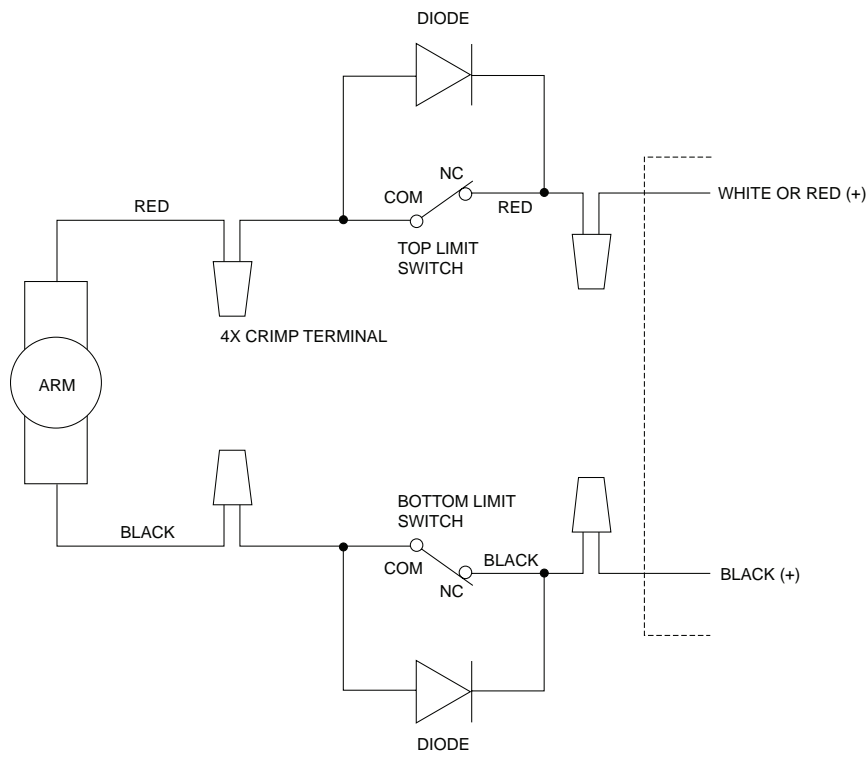 DIODE
NC
COM
RED
RED
WHITE OR RED (+)
TOP LIMIT
SWITCH
4X CRIMP TERMINAL
ARM
BOTTOM LIMIT
SWITCH
BLACK
BLACK
COM
NC
BLACK (+)
DIODE